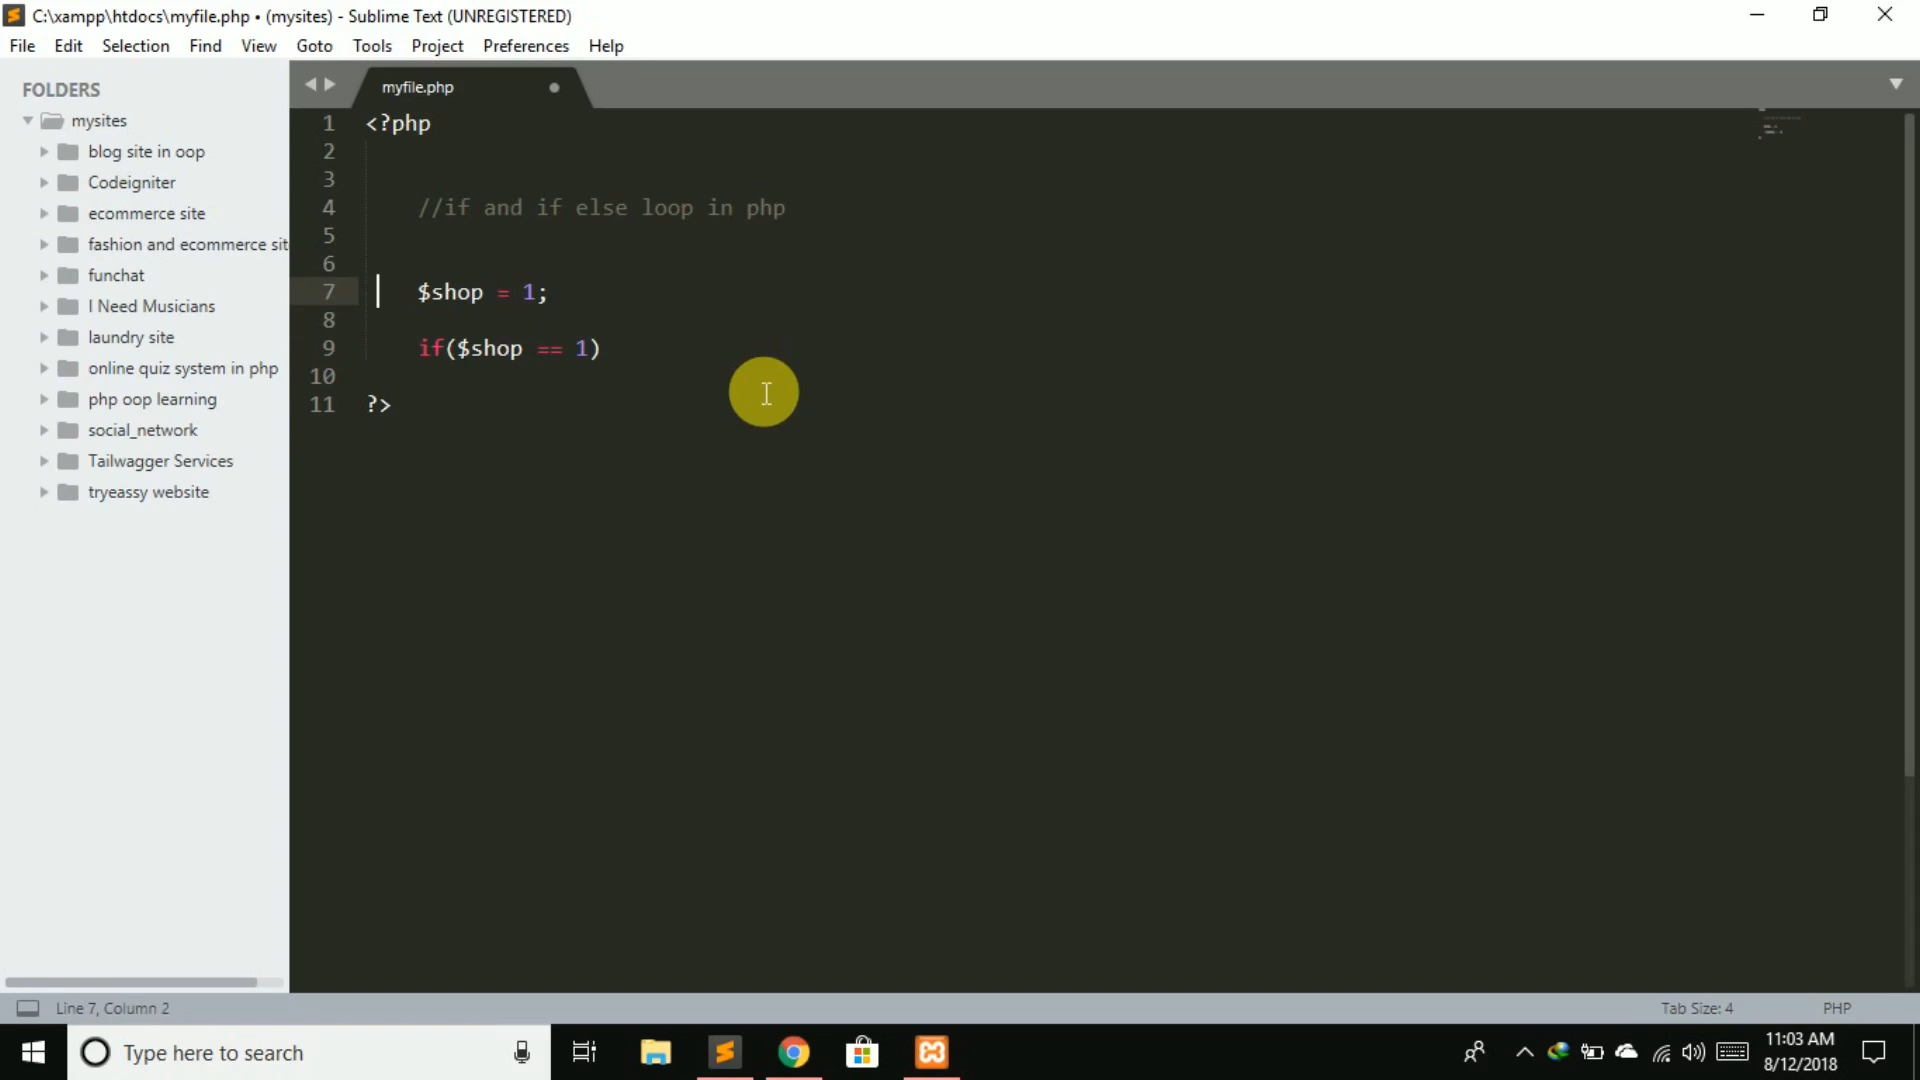 C:\xampp\htdocs\myfile.php • (mysites) - Sublime Text (UNREGISTERED)
File Edit Selection Find View Goto Tools Project Preferences Help
FOLDERS
mysites
blog site in oop
Codeigniter
ecommerce site
fashion and ecommerce sit
funchat
I Need Musicians
laundry site
online quiz system in php
php oop learning
social_network
Tailwagger Services
tryeassy website
myfile.php
1 <?php
2
3
4 //if and if else loop in php
5
6
7 $shop = 1;
8
9 if($shop == 1)
10
11 ?>
Line 7, Column 2 Tab Size: 4 PHP
Type here to search
11:03 AM
8/12/2018